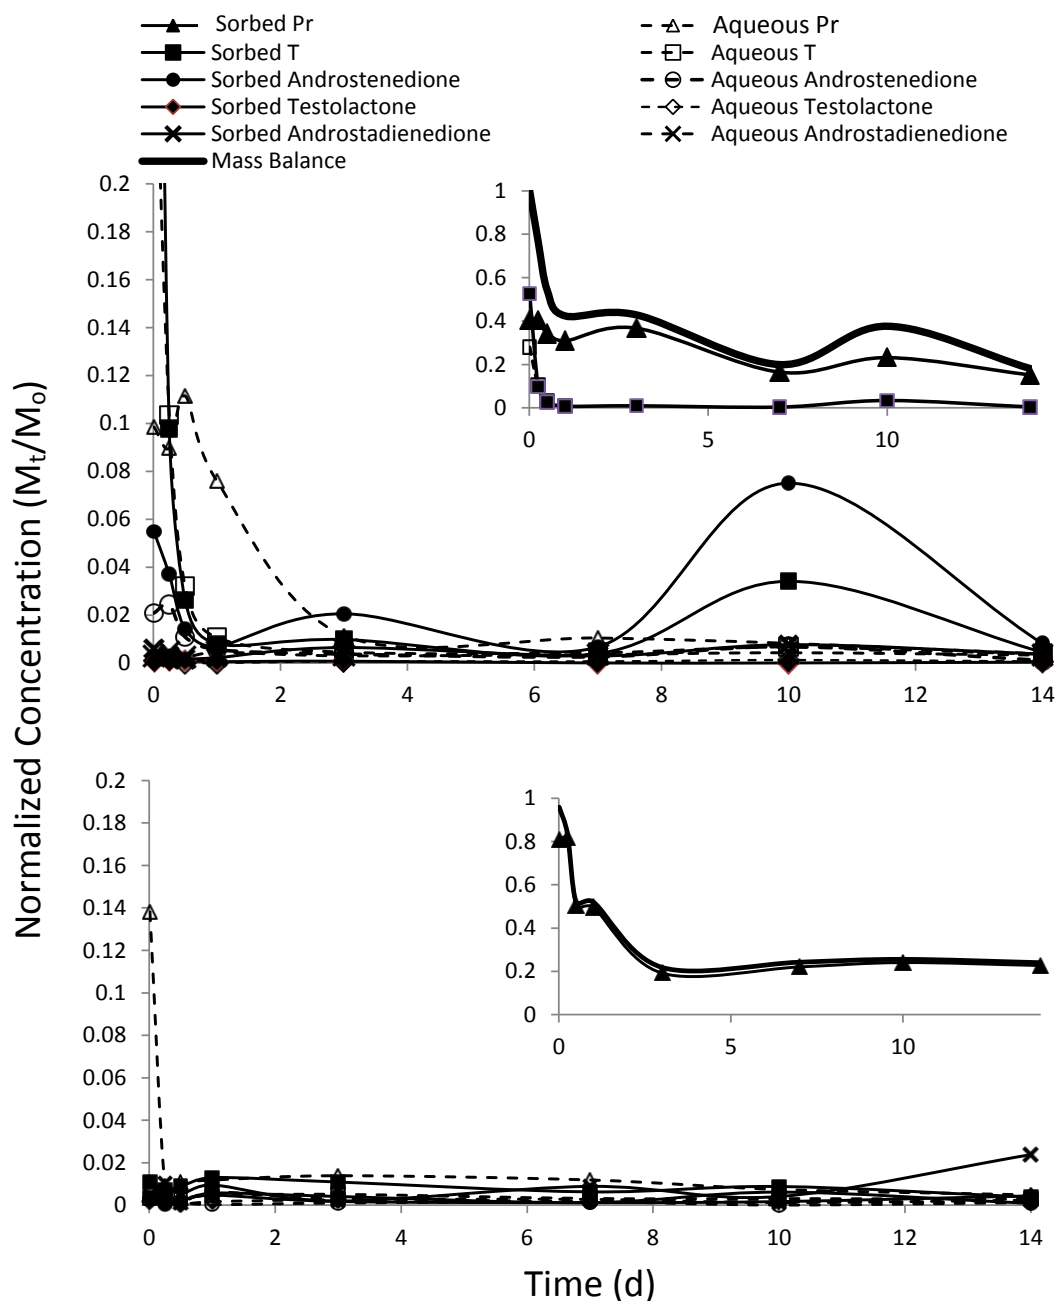 Sorbed Pr
Aqueous Pr
Sorbed T
Aqueous T
Sorbed Androstenedione
Aqueous Androstenedione
Sorbed Testolactone
Aqueous Testolactone
Sorbed Androstadienedione
Aqueous Androstadienedione
Mass Balance
Normalized Concentration (Mt/Mo)
0.2
0.18
0.16
0.14
0.12
0.1
0.08
0.06
0.04
0.02
0
0 2 4 6 8 10 12 14
1
0.8
0.6
0.4
0.2
0
0 5 10
0.2
0.18
0.16
0.14
0.12
0.1
0.08
0.06
0.04
0.02
0
0 2 4 6 8 10 12 14
1
0.8
0.6
0.4
0.2
0
0 5 10
Time (d)